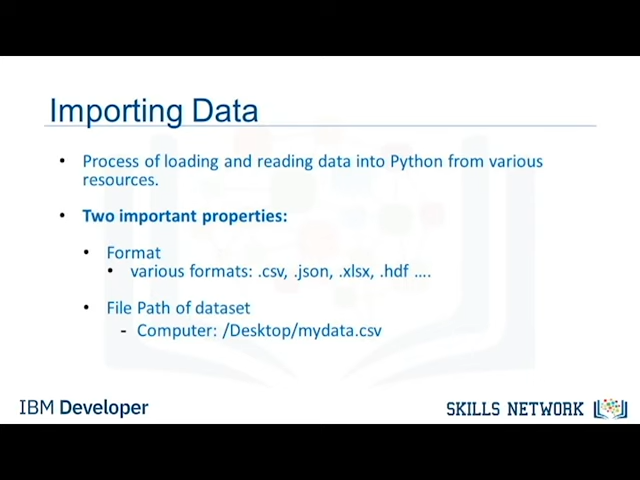 Importing Data
• Process of loading and reading data into Python from various
resources.
• Two important properties:
• Format
• various formats: .csv, .json, .xlsx, .hdf ....
• File Path of dataset
- Computer: /Desktop/mydata.csv
IBM Developer
SKILLS NETWORK